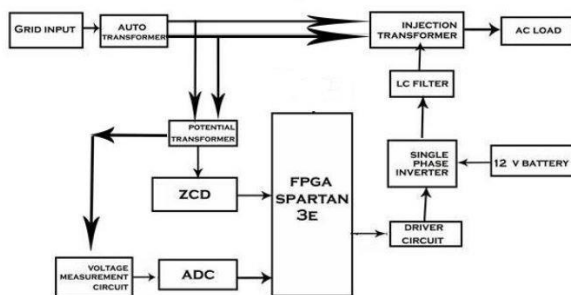 GRID INPUT
AUTO
TRANSFORMER
INJECTION
TRANSFORMER
AC LOAD
LC FILTER
POTENTIAL
TRANSFORMER
SINGLE
PHASE
INVERTER
12 V BATTERY
ZCD
FPGA
SPARTAN
3E
DRIVER
CIRCUIT
VOLTAGE
MEASUREMENT
CIRCUIT
ADC